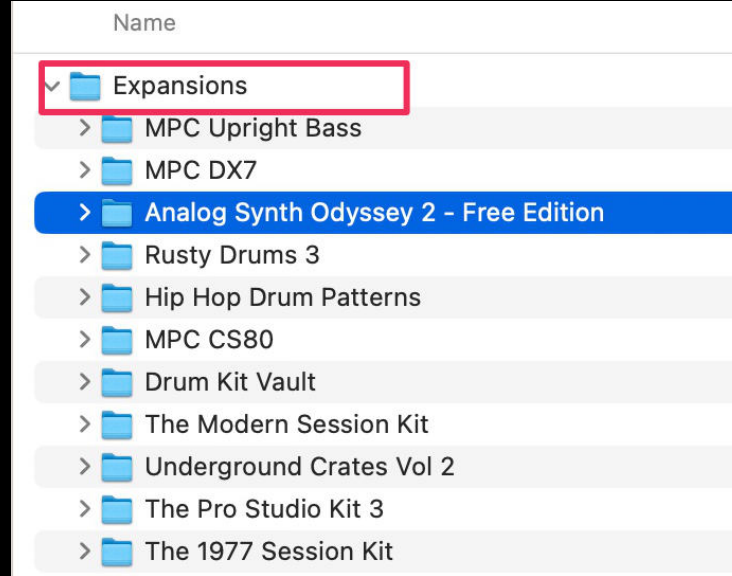 Name
Expansions
MPC Upright Bass
MPC DX7
Analog Synth Odyssey 2 - Free Edition
Rusty Drums 3
Hip Hop Drum Patterns
MPC CS80
Drum Kit Vault
The Modern Session Kit
Underground Crates Vol 2
The Pro Studio Kit 3
The 1977 Session Kit